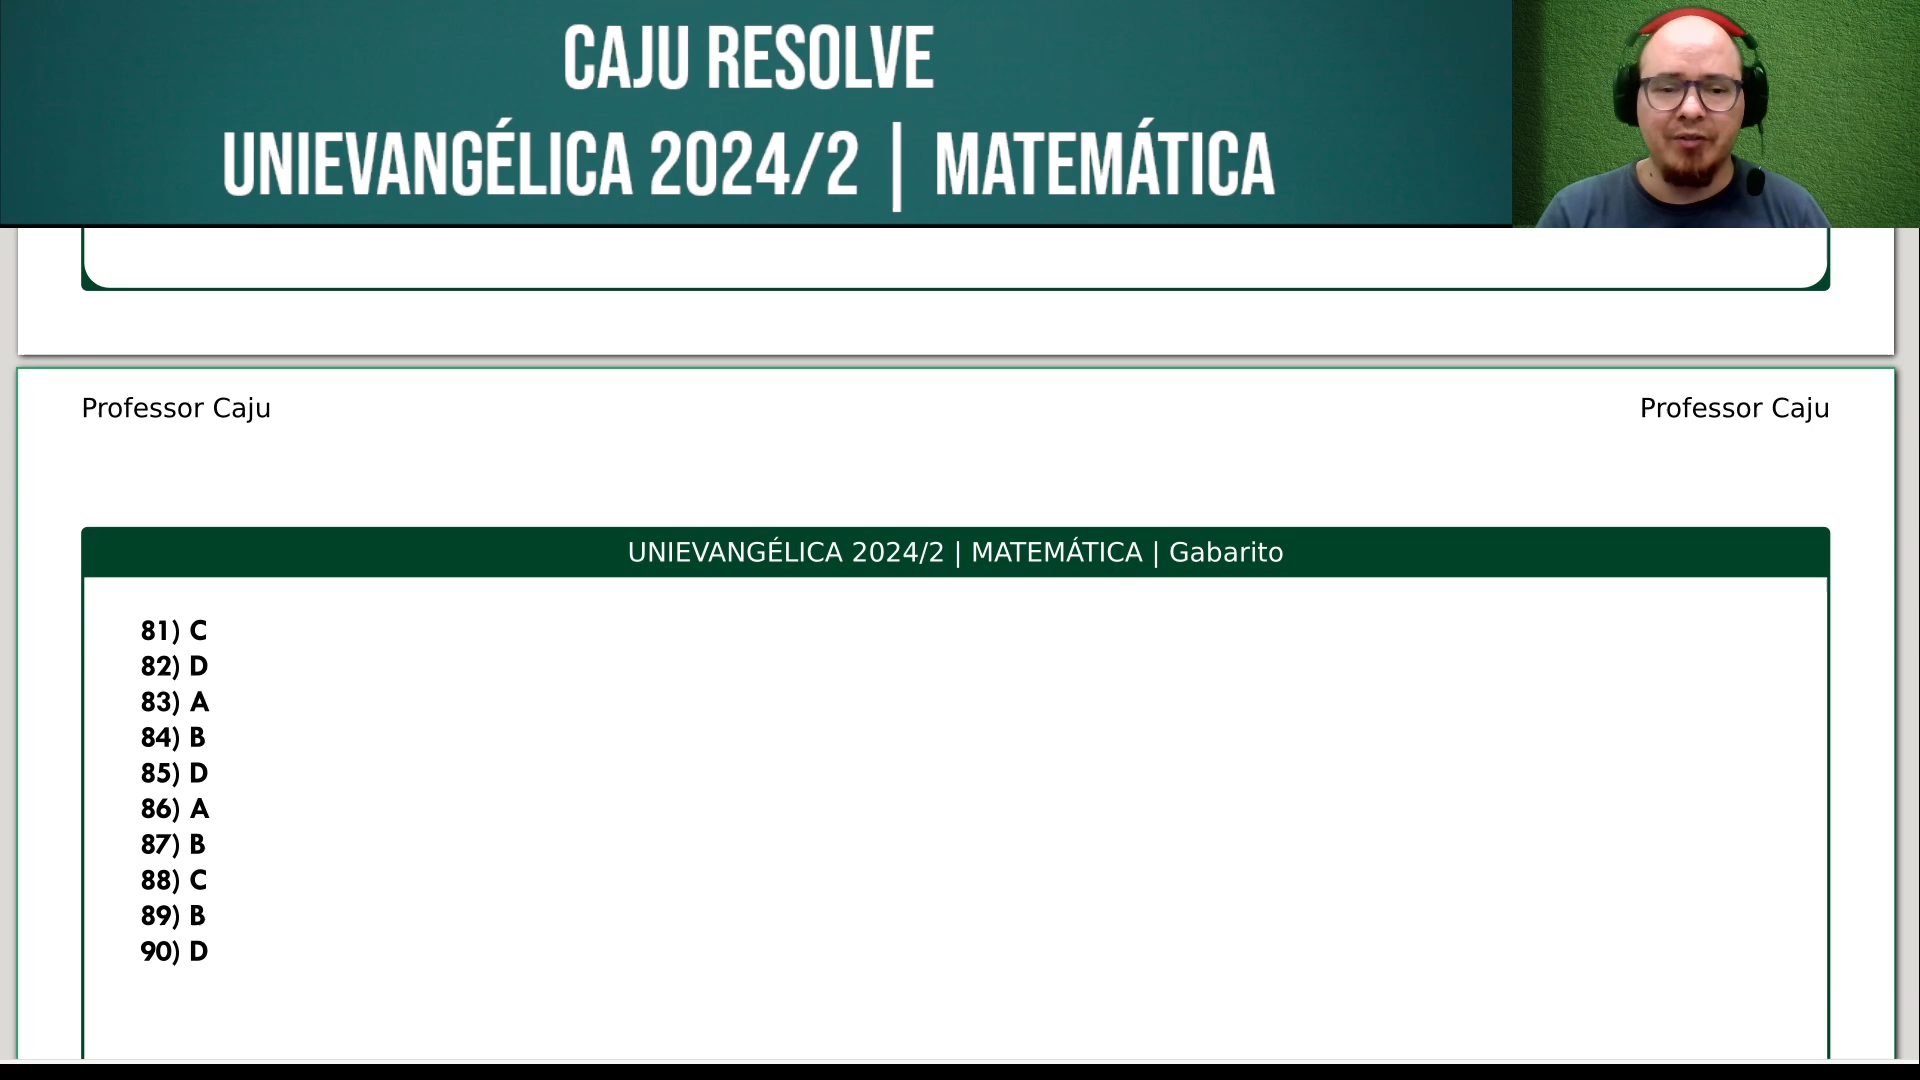 CAJU RESOLVE
UNIEVANGÉLICA 2024/2 | MATEMÁTICA
Professor Caju
Professor Caju
UNIEVANGÉLICA 2024/2 | MATEMÁTICA | Gabarito
81) C
82) D
83) A
84) B
85) D
86) A
87) B
88) C
89) B
90) D